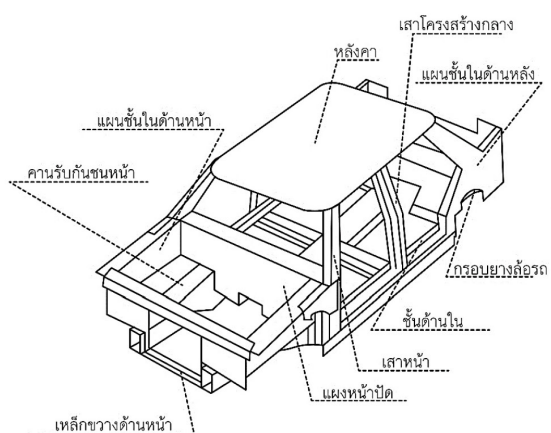 เสาโครงสร้างกลาง
หลังคา
แผนชั้นในด้านหลัง
แผนชั้นในด้านหน้า
คานรับกันชนหน้า
กรอบยางล้อรถ
ชั้นด้านใน
เสาหน้า
แผงหน้าปัด
เหล็กขวางด้านหน้า